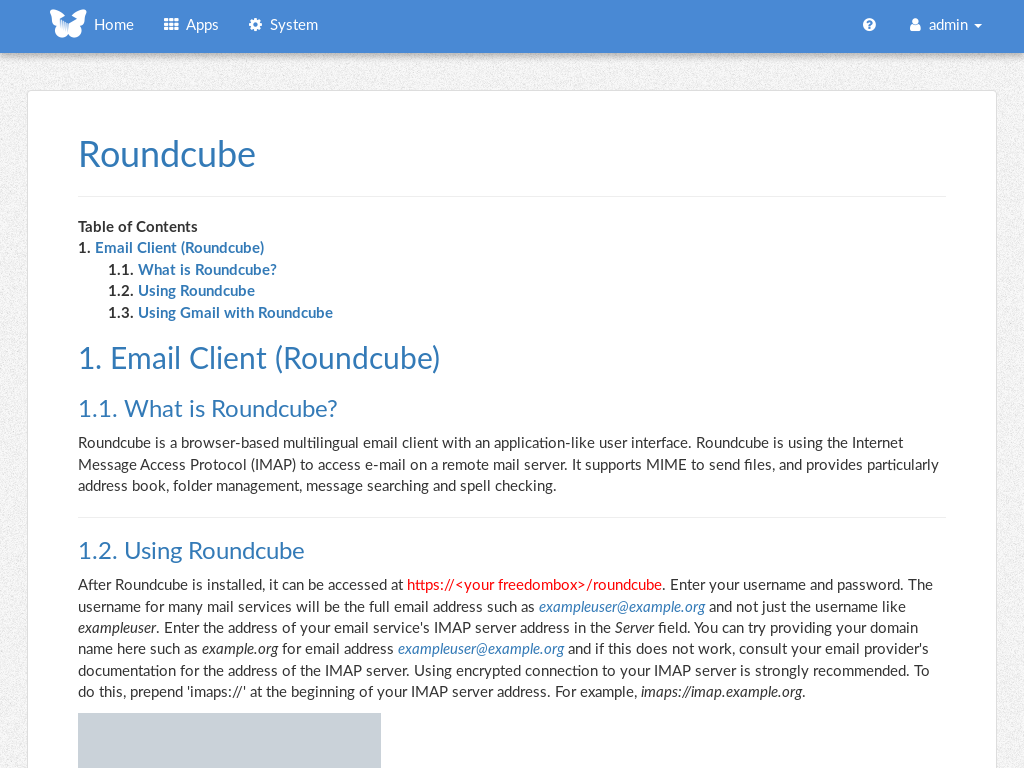 Home Apps System admin
Roundcube
Table of Contents
1. Email Client (Roundcube)
1.1. What is Roundcube?
1.2. Using Roundcube
1.3. Using Gmail with Roundcube
1. Email Client (Roundcube)
1.1. What is Roundcube?
Roundcube is a browser-based multilingual email client with an application-like user interface. Roundcube is using the Internet
Message Access Protocol (IMAP) to access e-mail on a remote mail server. It supports MIME to send files, and provides particularly
address book, folder management, message searching and spell checking.
1.2. Using Roundcube
After Roundcube is installed, it can be accessed at https://<your freedombox>/roundcube. Enter your username and password. The
username for many mail services will be the full email address such as exampleuser@example.org and not just the username like
exampleuser. Enter the address of your email service's IMAP server address in the Server field. You can try providing your domain
name here such as example.org for email address exampleuser@example.org and if this does not work, consult your email provider's
documentation for the address of the IMAP server. Using encrypted connection to your IMAP server is strongly recommended. To
do this, prepend 'imaps://' at the beginning of your IMAP server address. For example, imaps://imap.example.org.